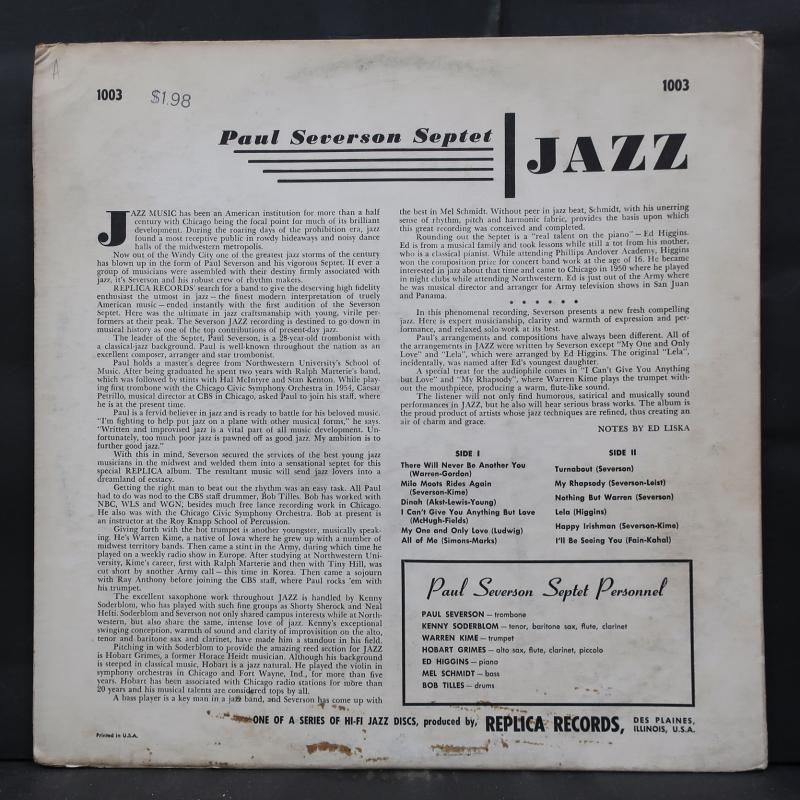 A
1003
$1.98
1003
Paul Severson Septet
JAZZ
JAZZ MUSIC has been an American institution for more than a half
century with Chicago being the focal point for much of its brilliant
development. During the roaring days of the prohibition era, jazz
found a most receptive public in rowdy hideaways and noisy dance
halls of the midwestern metropolis.
Now out of the Windy City one of the greatest jazz storms of the century
has blown up in the form of Paul Severson and his vigorous Septet. If ever a
group of musicians were assembled with their destiny firmly associated with
jazz, it's Severson and his robust crew of rhythm makers.
REPLICA RECORDS' search for a band to give the deserving high fidelity
enthusiast the utmost in jazz—the finest modern interpretation of truely
American music—ended instantly with the first audition of the Severson
Septet. Here was the ultimate in jazz craftsmanship with young, virile per-
formers at their peak. The Severson JAZZ recording is destined to go down in
musical history as one of the top contributions of present-day jazz.
The leader of the Septet, Paul Severson, is a 28-year-old trombonist with
a classical-jazz background. Paul is well-known throughout the nation as an
excellent composer, arranger and star trombonist.
Paul holds a master's degree from Northwestern University's School of
Music. After being graduated he spent two years with Ralph Marterie's band,
which was followed by stints with Hal McIntyre and Stan Kenton. While play-
ing first trombone with the Chicago Civic Symphony Orchestra in 1954, Cæsar
Petrillo, musical director at CBS in Chicago, asked Paul to join his staff, where
he is at the present time.
Paul is a fervid believer in jazz and is ready to battle for his beloved music.
"I'm fighting to help put jazz on a plane with other musical forms," he says.
"Written and improvised jazz is a vital part of all music development. Un-
fortunately, too much poor jazz is pawned off as good jazz. My ambition is to
further good jazz."
With this in mind, Severson secured the services of the best young jazz
musicians in the midwest and welded them into a sensational septet for this
special REPLICA album. The resultant music will send jazz lovers into a
dreamland of ecstacy.
Getting the right man to beat out the rhythm was an easy task. All Paul
had to do was nod to the CBS staff drummer, Bob Tilles. Bob has worked with
NBC, WLS and WGN, besides much free lance recording work in Chicago.
He also was with the Chicago Civic Symphony Orchestra. Bob at present is
an instructor at the Roy Knapp School of Percussion.
Giving forth with the hot trumpet is another youngster, musically speak-
ing. He's Warren Kime, a native of Iowa where he grew up with a number of
midwest territory bands. Then came a stint in the Army, during which time he
played on a weekly radio show in Europe. After studying at Northwestern Uni-
versity, Kime's career, first with Ralph Marterie and then with Tiny Hill, was
cut short by another Army call—this time in Korea. Then came a sojourn
with Ray Anthony before joining the CBS staff, where Paul rocks 'em with
his trumpet.
The excellent saxophone work throughout JAZZ is handled by Kenny
Soderblom, who has played with such fine groups as Shorty Sherock and Neal
Hefti. Soderblom and Severson not only shared campus interests while at North-
western, but also share the same, intense love of jazz. Kenny's exceptional
swinging conception, warmth of sound and clarity of improvisation on the alto,
tenor and baritone sax and clarinet, have made him a standout in his field.
Pitching in with Soderblom to provide the amazing reed section for JAZZ
is Hobart Grimes, a former Horace Heidt musician. Although his background
is steeped in classical music, Hobart is a jazz natural. He played the violin in
symphony orchestras in Chicago and Fort Wayne, Ind., for more than five
years. Hobart has been associated with Chicago radio stations for more than
20 years and his musical talents are considered tops by all.
A bass player is a key man in a jazz band, and Severson has come up with
the best in Mel Schmidt. Without peer in jazz beat, Schmidt, with his unerring
sense of rhythm, pitch and harmonic fabric, provides the basis upon which
this great recording was conceived and completed.
Rounding out the Septet is a "real talent on the piano"—Ed Higgins.
Ed is from a musical family and took lessons while still a tot from his mother,
who is a classical pianist. While attending Phillips Andover Academy, Higgins
won the composition prize for concert band work at the age of 16. He became
interested in jazz about that time and came to Chicago in 1950 where he played
in night clubs while attending Northwestern. Ed is just out of the Army where
he was musical director and arranger for Army television shows in San Juan
and Panama.
* * * * * *
In this phenomenal recording, Severson presents a new fresh compelling
jazz. Here is expert musicianship, clarity and warmth of expression and per-
formance, and relaxed solo work at its best.
Paul's arrangements and compositions have always been different. All of
the arrangements in JAZZ were written by Severson except "My One and Only
Love" and "Lela", which were arranged by Ed Higgins. The original "Lela",
incidentally, was named after Ed's youngest daughter.
A special treat for the audiophile comes in "I Can't Give You Anything
but Love" and "My Rhapsody", where Warren Kime plays the trumpet with-
out the mouthpiece, producing a warm, flute-like sound.
The listener will not only find humorous, satirical and musically sound
performances in JAZZ, but he also will hear serious brass works. The album is
the proud product of artists whose jazz techniques are refined, thus creating an
air of charm and grace.
NOTES BY ED LISKA
SIDE I
There Will Never Be Another You
(Warren-Gordon)
Milo Moots Rides Again
(Severson-Kime)
Dinah (Akst-Lewis-Young)
I Can't Give You Anything But Love
(McHugh-Fields)
My One and Only Love (Ludwig)
All of Me (Simons-Marks)
SIDE II
Turnabout (Severson)
My Rhapsody (Severson-Leist)
Nothing But Warren (Severson)
Lela (Higgins)
Happy Irishman (Severson-Kime)
I'll Be Seeing You (Fain-Kahal)
Paul Severson Septet Personnel
PAUL SEVERSON—trombone
KENNY SODERBLOM—tenor, baritone sax, flute, clarinet
WARREN KIME—trumpet
HOBART GRIMES—alto sax, flute, clarinet, piccolo
ED HIGGINS—piano
MEL SCHMIDT—bass
BOB TILLES—drums
ONE OF A SERIES OF HI-FI JAZZ DISCS, produced by, REPLICA RECORDS, DES PLAINES, ILLINOIS, U.S.A.
Printed in U.S.A.